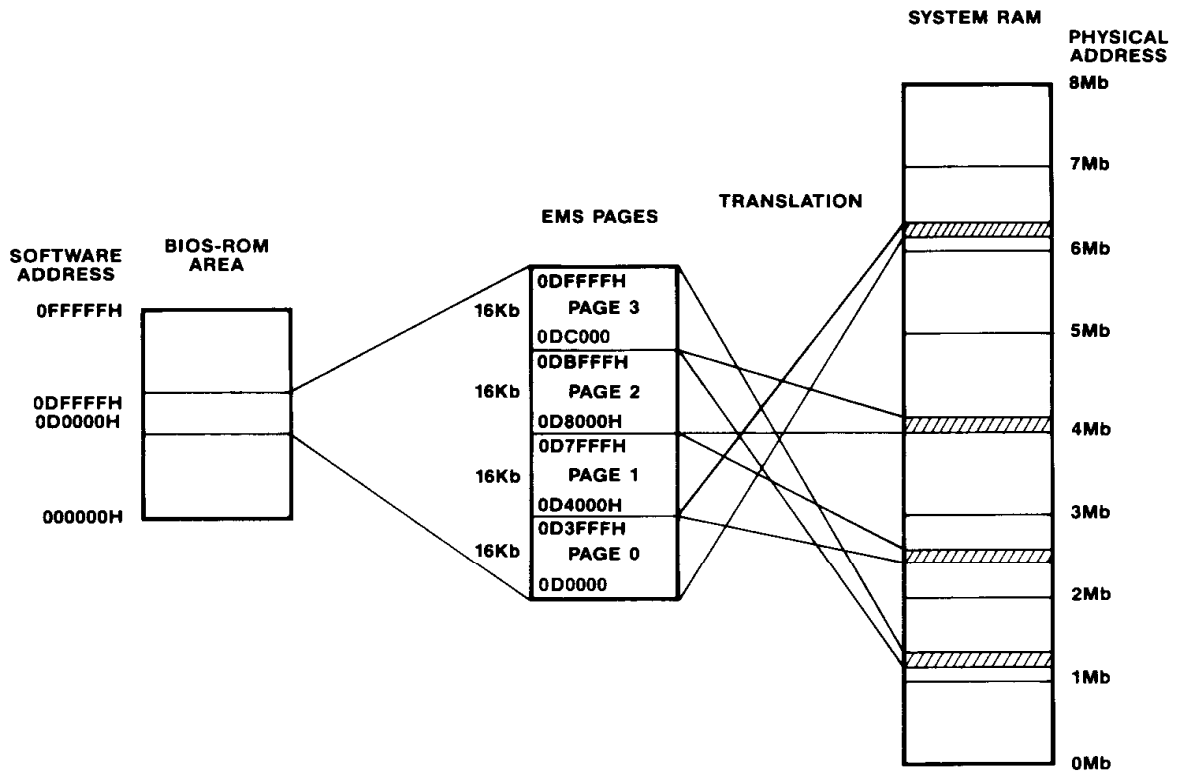 SYSTEM RAM
PHYSICAL
ADDRESS
8Mb
7Mb
6Mb
5Mb
4Mb
3Mb
2Mb
1Mb
0Mb
TRANSLATION
EMS PAGES
0DFFFFH
16Kb PAGE 3
0DC000
0DBFFFH
16Kb PAGE 2
0D8000H
0D7FFFH
16Kb PAGE 1
0D4000H
0D3FFFH
16Kb PAGE 0
0D0000
BIOS-ROM
AREA
SOFTWARE
ADDRESS
0FFFFFH
0DFFFFH
0D0000H
000000H